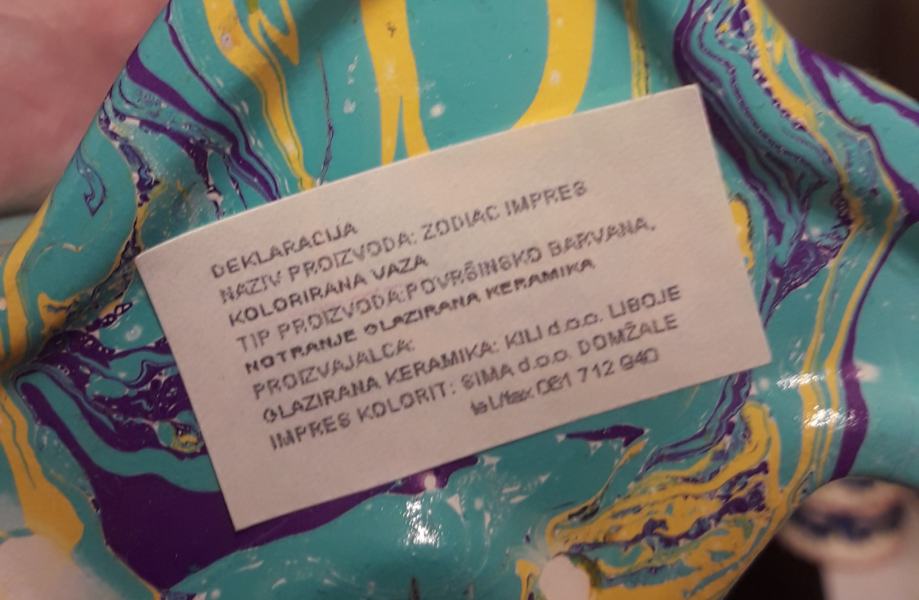 DEKLARACIJA
NAZIV PROIZVODA: ZODIAC IMPRES
KOLORIRANA VAZA
TIP PROIZVODA:POVRŠINSKO BARVANA,
NOTRANJE GLAZIRANA KERAMIKA
PROIZVAJALCA:
GLAZIRANA KERAMIKA: KILI d.o.o. LIBOJE
IMPRES KOLORIT: SIMA d.o.o. DOMŽALE
tel/fax 061 712 940